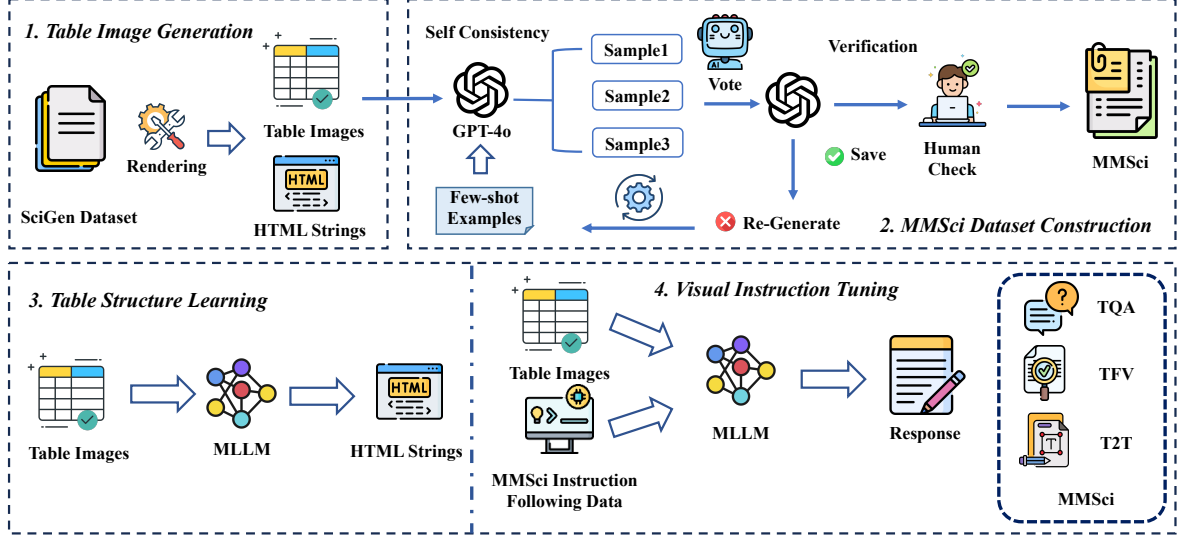 1. Table Image Generation
SciGen Dataset
Rendering
Table Images
HTML
HTML Strings
Self Consistency
GPT-4o
Few-shot
Examples
Sample1
Sample2
Sample3
AI
Vote
Verification
Save
Re-Generate
Human
Check
MMSci
2. MMSci Dataset Construction
3. Table Structure Learning
Table Images
MLLM
HTML
HTML Strings
4. Visual Instruction Tuning
Table Images
MMSci Instruction
Following Data
MLLM
Response
?
TQA
TFV
T
T2T
MMSci